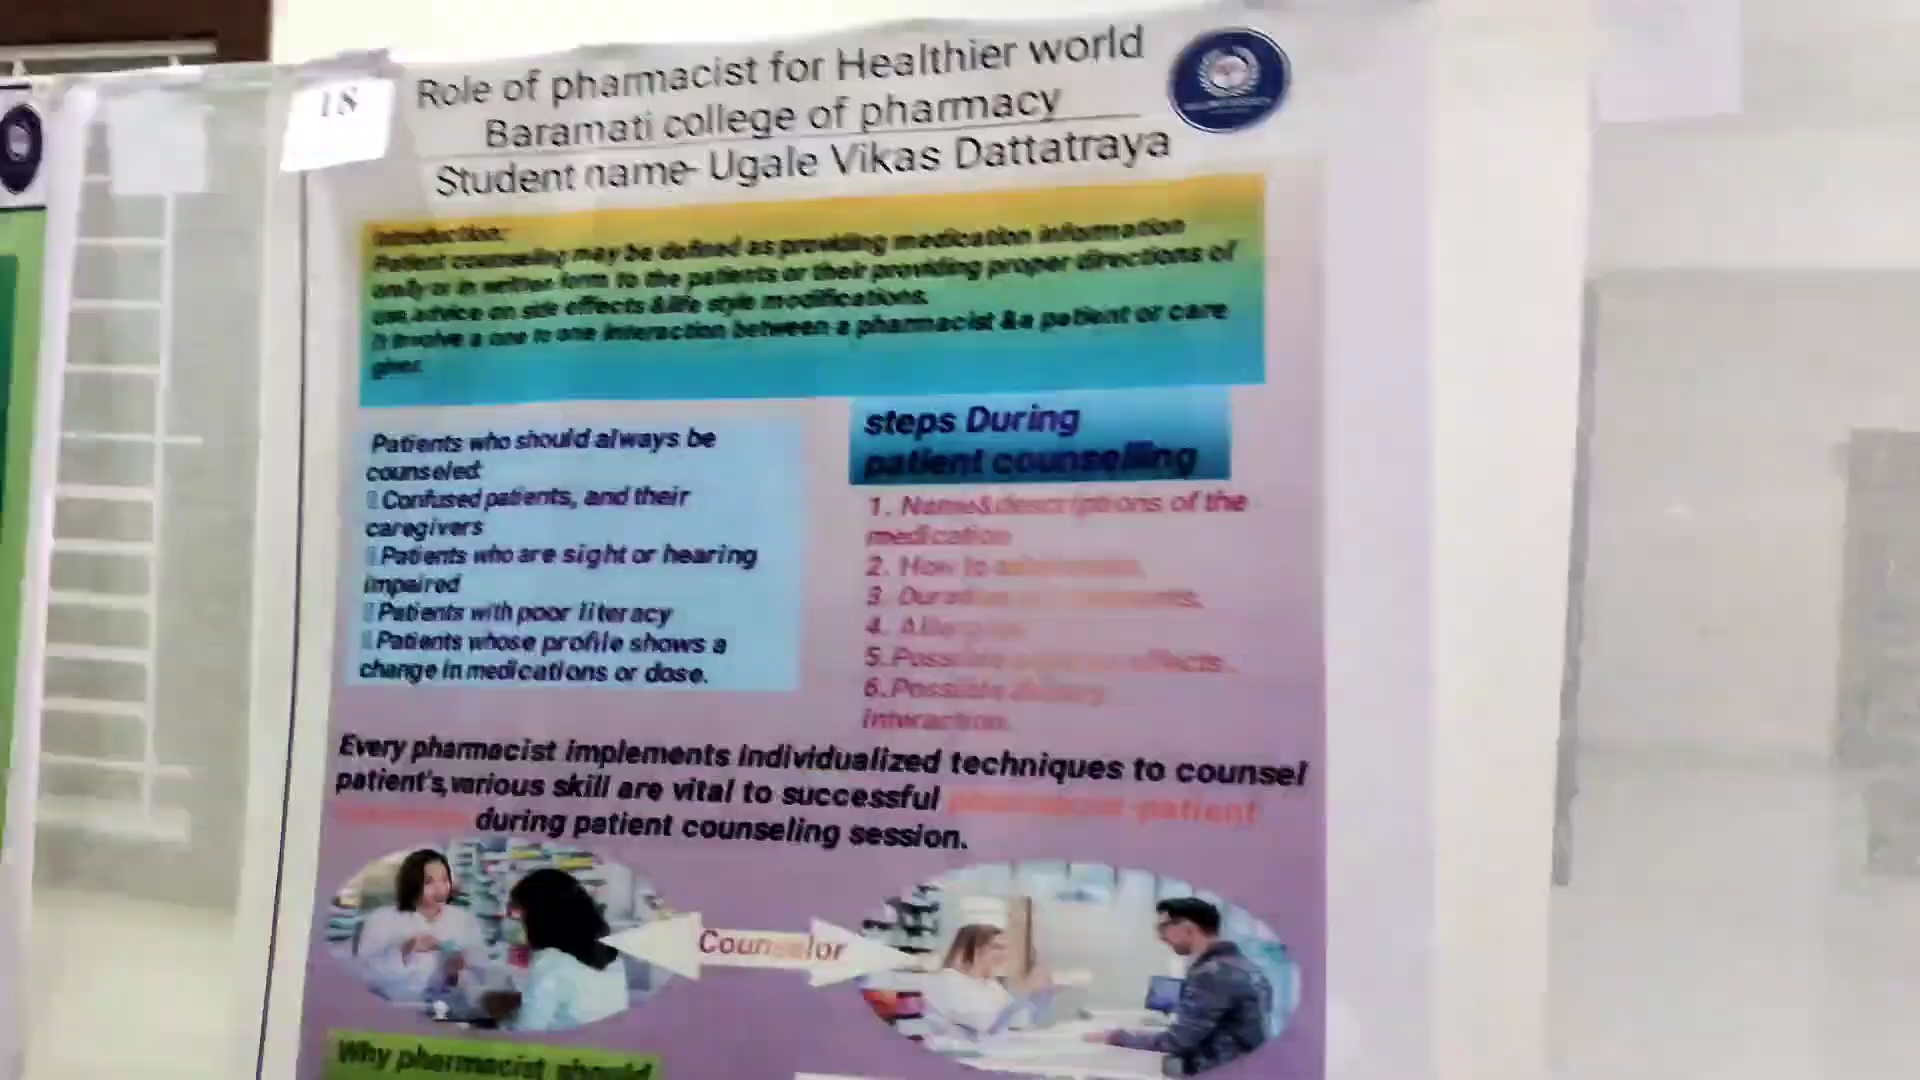 18
Role of pharmacist for Healthier world
Baramati college of pharmacy
Student name- Ugale Vikas Dattatraya
Introduction:
Patient counseling may be defined as providing medication information
orally or in written form to the patients or their providing proper directions of
use, advice on side effects & life style modifications.
It involve a one to one interaction between a pharmacist & a patient or care
giver.
Patients who should always be
counseled:
Confused patients, and their
caregivers
Patients who are sight or hearing
impaired
Patients with poor literacy
Patients whose profile shows a
change in medications or dose.
steps During
patient counselling
1. Name&descriptions of the
medication
2. How to
3.
4.
5.Possible effects.
6.Possible
interaction.
Every pharmacist implements individualized techniques to counsel
patient's,various skill are vital to successful pharmacist-patient
during patient counseling session.
Counselor
Why pharmacist should